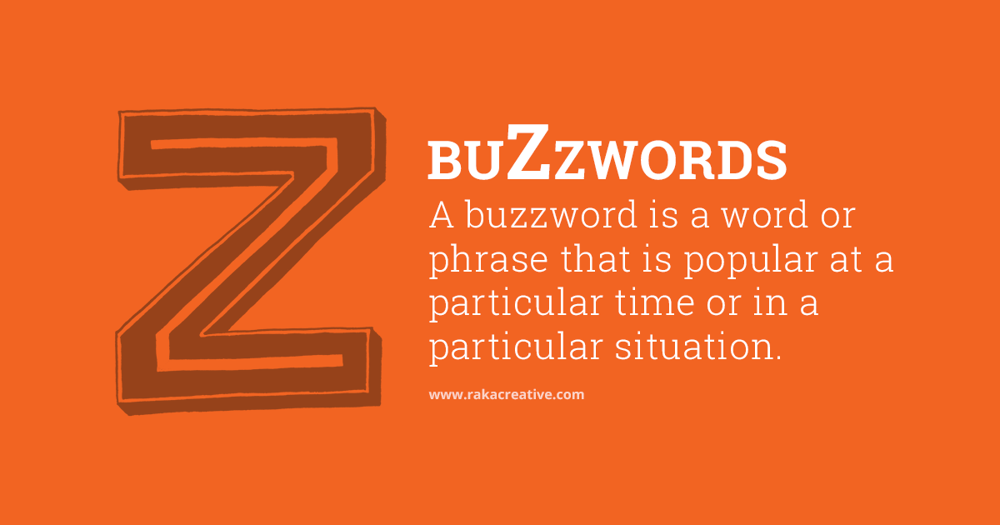 Z
BUZZWORDS
A buzzword is a word or
phrase that is popular at a
particular time or in a
particular situation.
www.rakacreative.com